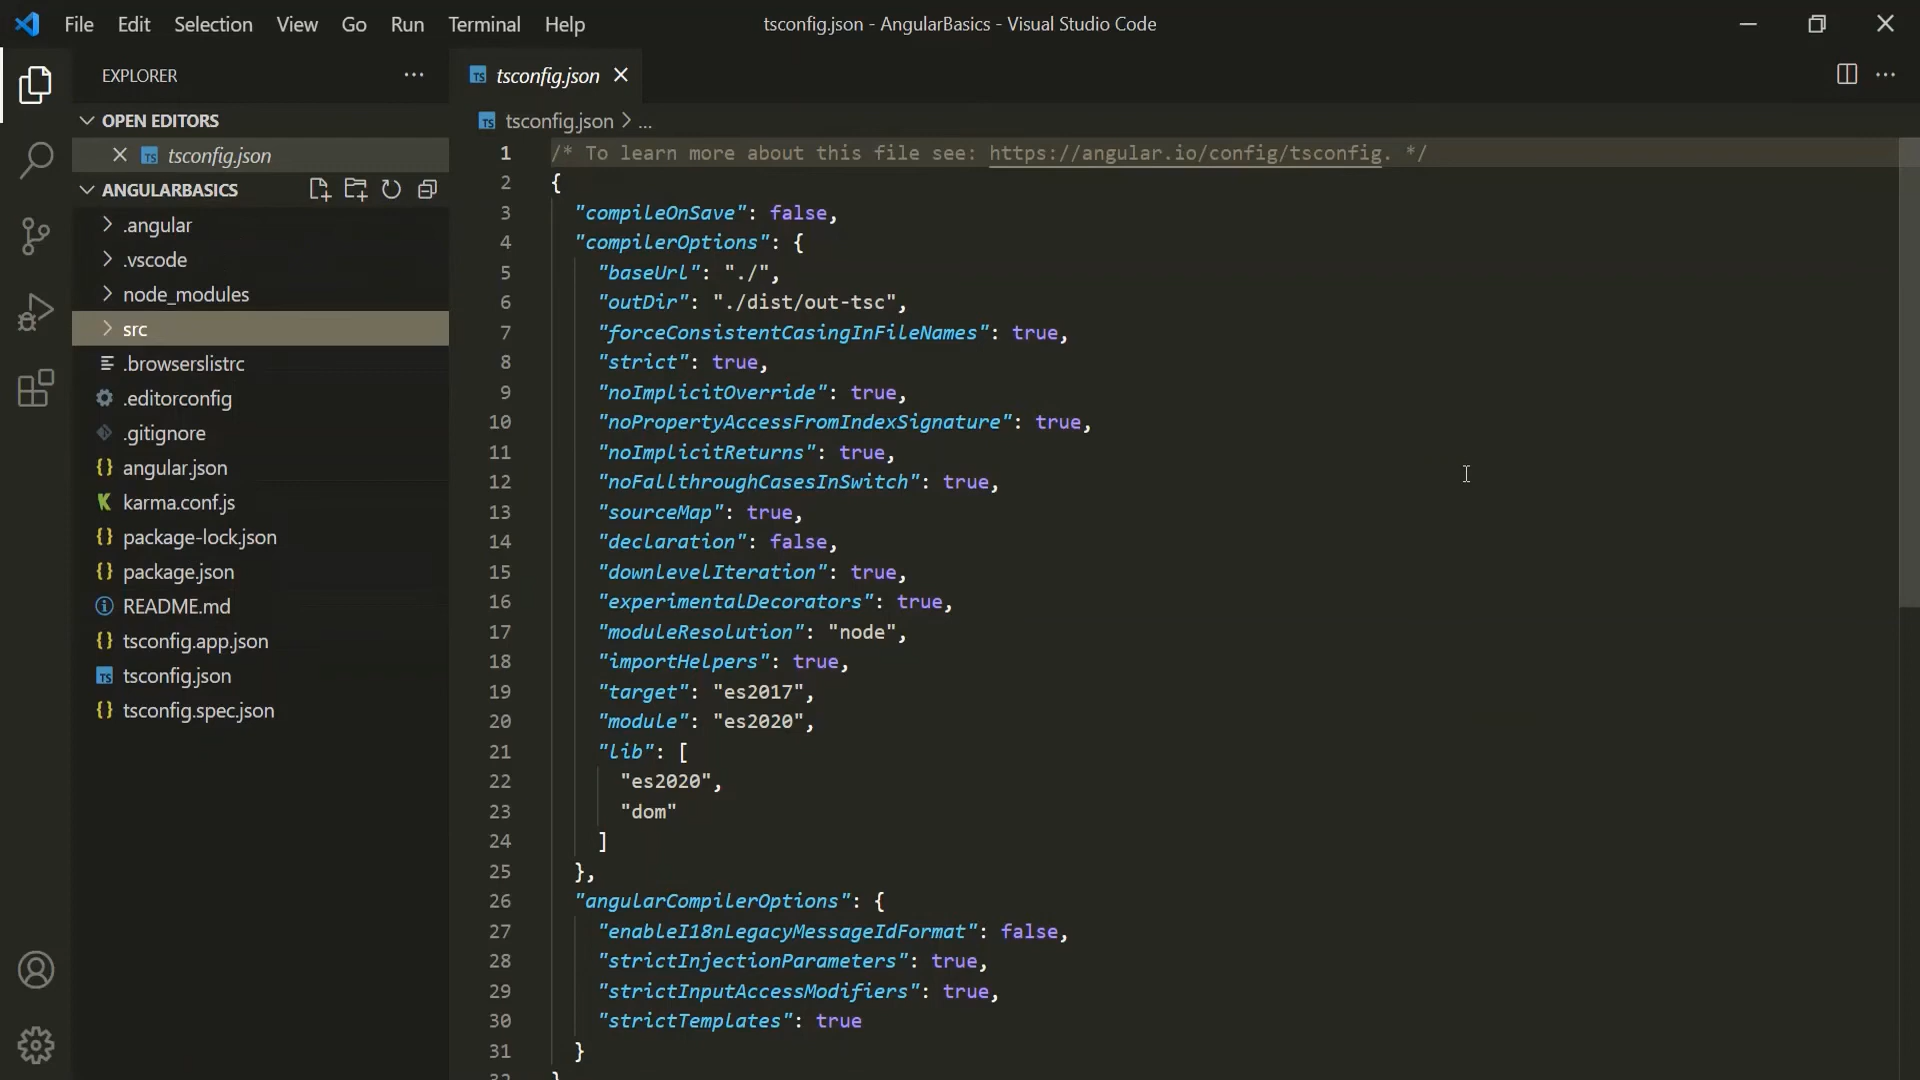 File Edit Selection View Go Run Terminal Help
tsconfig.json - AngularBasics - Visual Studio Code
EXPLORER
OPEN EDITORS
tsconfig.json
ANGULARBASICS
.angular
.vscode
node_modules
src
.browserslistrc
.editorconfig
.gitignore
angular.json
karma.conf.js
package-lock.json
package.json
README.md
tsconfig.app.json
tsconfig.json
tsconfig.spec.json
tsconfig.json
tsconfig.json > ...
1 /* To learn more about this file see: https://angular.io/config/tsconfig. */
2 {
3 "compileOnSave": false,
4 "compilerOptions": {
5 "baseUrl": "./",
6 "outDir": "./dist/out-tsc",
7 "forceConsistentCasingInFileNames": true,
8 "strict": true,
9 "noImplicitOverride": true,
10 "noPropertyAccessFromIndexSignature": true,
11 "noImplicitReturns": true,
12 "noFallthroughCasesInSwitch": true,
13 "sourceMap": true,
14 "declaration": false,
15 "downlevelIteration": true,
16 "experimentalDecorators": true,
17 "moduleResolution": "node",
18 "importHelpers": true,
19 "target": "es2017",
20 "module": "es2020",
21 "lib": [
22 "es2020",
23 "dom"
24 ]
25 },
26 "angularCompilerOptions": {
27 "enableI18nLegacyMessageIdFormat": false,
28 "strictInjectionParameters": true,
29 "strictInputAccessModifiers": true,
30 "strictTemplates": true
31 }
32 }